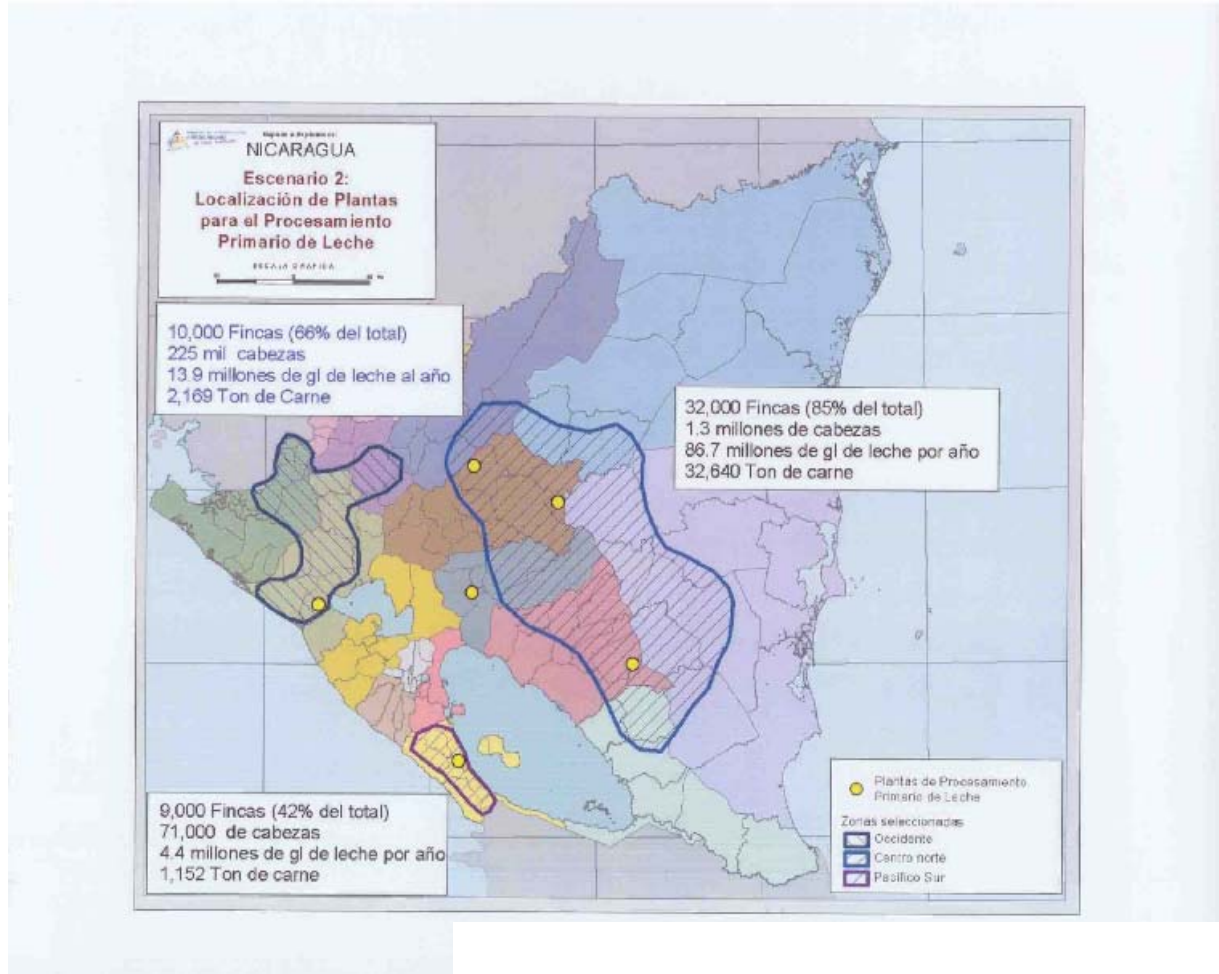 NICARAGUA
Escenario 2:
Localización de Plantas
para el Procesamiento
Primario de Leche
ESCALA GRAFICA
10,000 Fincas (66% del total)
225 mil cabezas
13.9 millones de gl de leche al año
2,169 Ton de Carne
32,000 Fincas (85% del total)
1.3 millones de cabezas
86.7 millones de gl de leche por año
32,640 Ton de carne
9,000 Fincas (42% del total)
71,000 de cabezas
4.4 millones de gl de leche por año
1,152 Ton de carne
Plantas de Procesamiento
Primario de Leche
Zonas seleccionadas
Occidente
Centro norte
Pacifico Sur